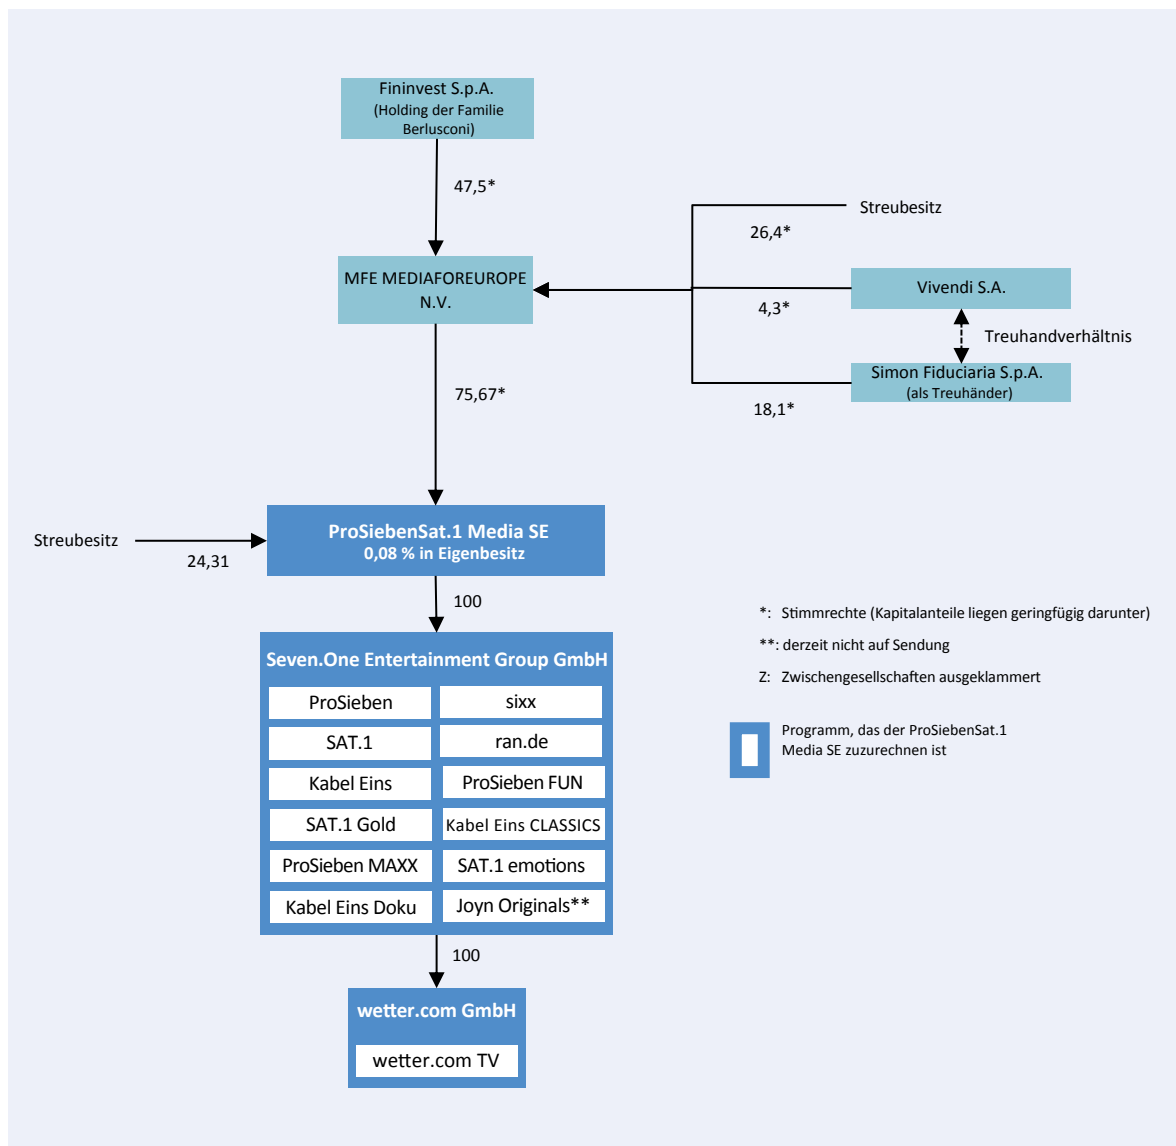 Fininvest S.p.A.
(Holding der Familie
Berlusconi)
47,5*
Streubesitz
26,4*
MFE MEDIAFOREUROPE
N.V.
Vivendi S.A.
4,3*
Treuhandverhältnis
Simon Fiduciaria S.p.A.
(als Treuhänder)
75,67*
18,1*
ProSiebenSat.1 Media SE
0,08 % in Eigenbesitz
Streubesitz
24,31
100
*: Stimmrechte (Kapitalanteile liegen geringfügig darunter)
**: derzeit nicht auf Sendung
Z: Zwischengesellschaften ausgeklammert
Programm, das der ProSiebenSat.1
Media SE zuzurechnen ist
Seven.One Entertainment Group GmbH
ProSieben
sixx
SAT.1
ran.de
Kabel Eins
ProSieben FUN
SAT.1 Gold
Kabel Eins CLASSICS
ProSieben MAXX
SAT.1 emotions
Kabel Eins Doku
Joyn Originals**
100
wetter.com GmbH
wetter.com TV